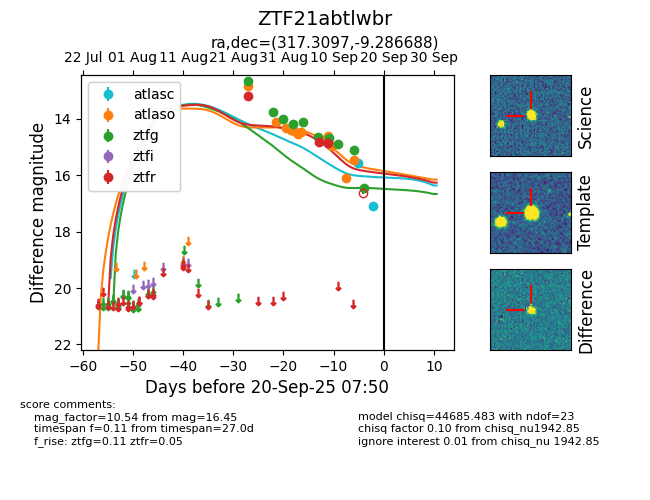 ZTF21abtlwbr
ra,dec=(317.3097,-9.286688)
22 Jul 01 Aug 11 Aug 21 Aug 31 Aug 10 Sep 20 Sep 30 Sep
atlasc
atlaso
ztfg
ztfi
ztfr
14
16
18
20
22
Difference magnitude
−60 −50 −40 −30 −20 −10 0 10
Days before 20-Sep-25 07:50
Science
Template
Difference
score comments:
mag_factor=10.54 from mag=16.45
timespan f=0.11 from timespan=27.0d
f_rise: ztfg=0.11 ztfr=0.05
model chisq=44685.483 with ndof=23
chisq factor 0.10 from chisq_nu1942.85
ignore interest 0.01 from chisq_nu 1942.85